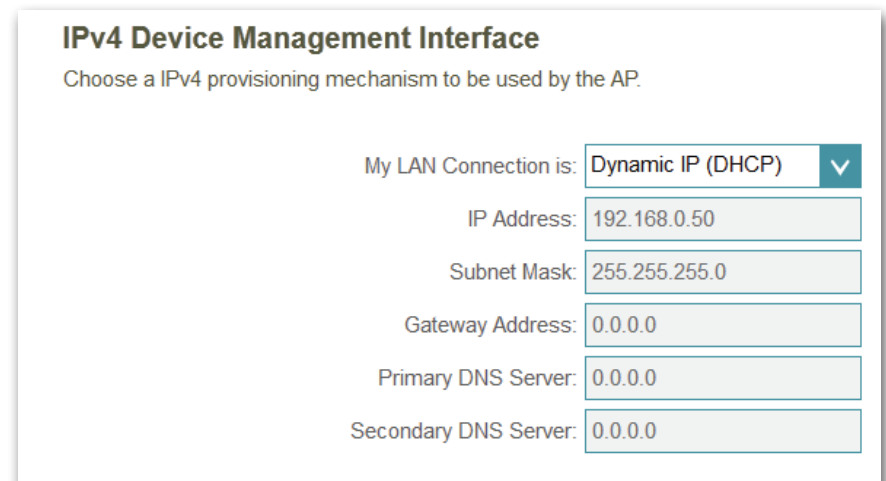 IPv4 Device Management Interface
Choose a IPv4 provisioning mechanism to be used by the AP.
My LAN Connection is: Dynamic IP (DHCP)
IP Address: 192.168.0.50
Subnet Mask: 255.255.255.0
Gateway Address: 0.0.0.0
Primary DNS Server: 0.0.0.0
Secondary DNS Server: 0.0.0.0